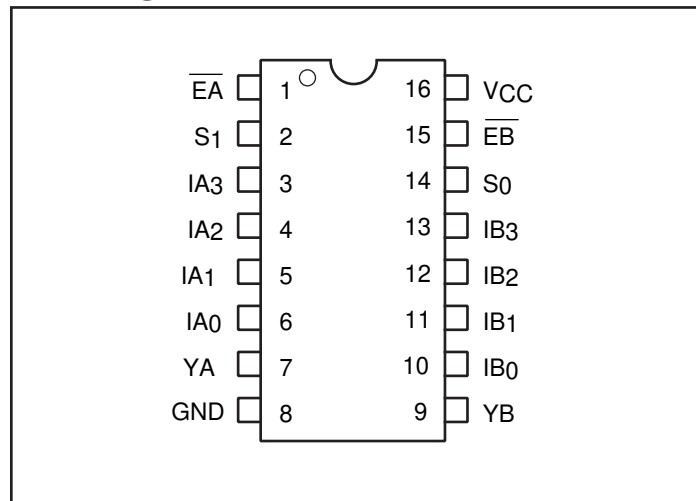 EA 1 16 VCC
S1 2 15 EB
IA3 3 14 S0
IA2 4 13 IB3
IA1 5 12 IB2
IA0 6 11 IB1
YA 7 10 IB0
GND 8 9 YB